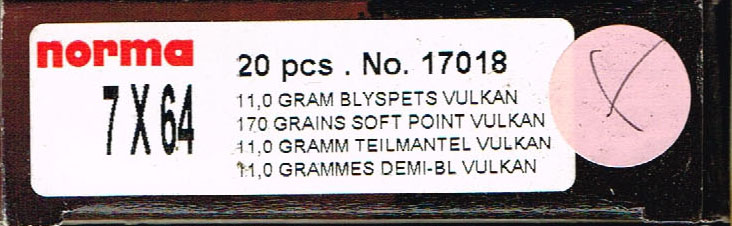 norma
7 X 64
20 pcs . No. 17018
11,0 GRAM BLYSPETS VULKAN
170 GRAINS SOFT POINT VULKAN
11,0 GRAMM TEILMANTEL VULKAN
11,0 GRAMMES DEMI-BL VULKAN
X